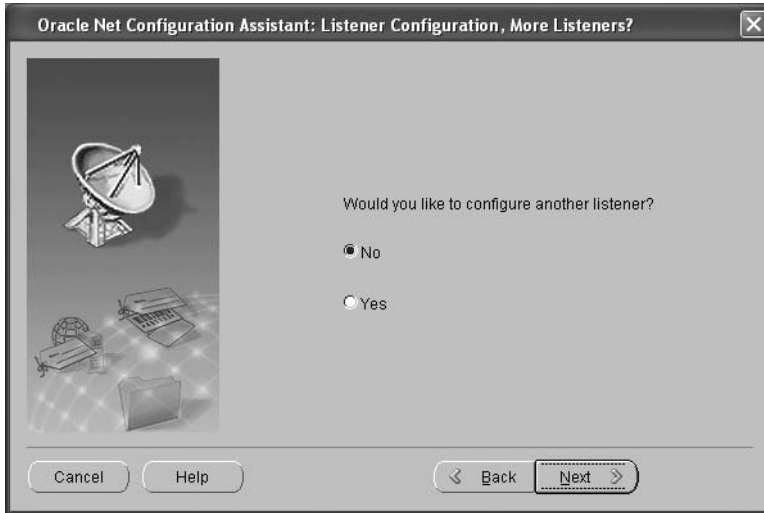 Oracle Net Configuration Assistant: Listener Configuration, More Listeners?
Would you like to configure another listener?
No
Yes
Cancel
Help
Back
Next